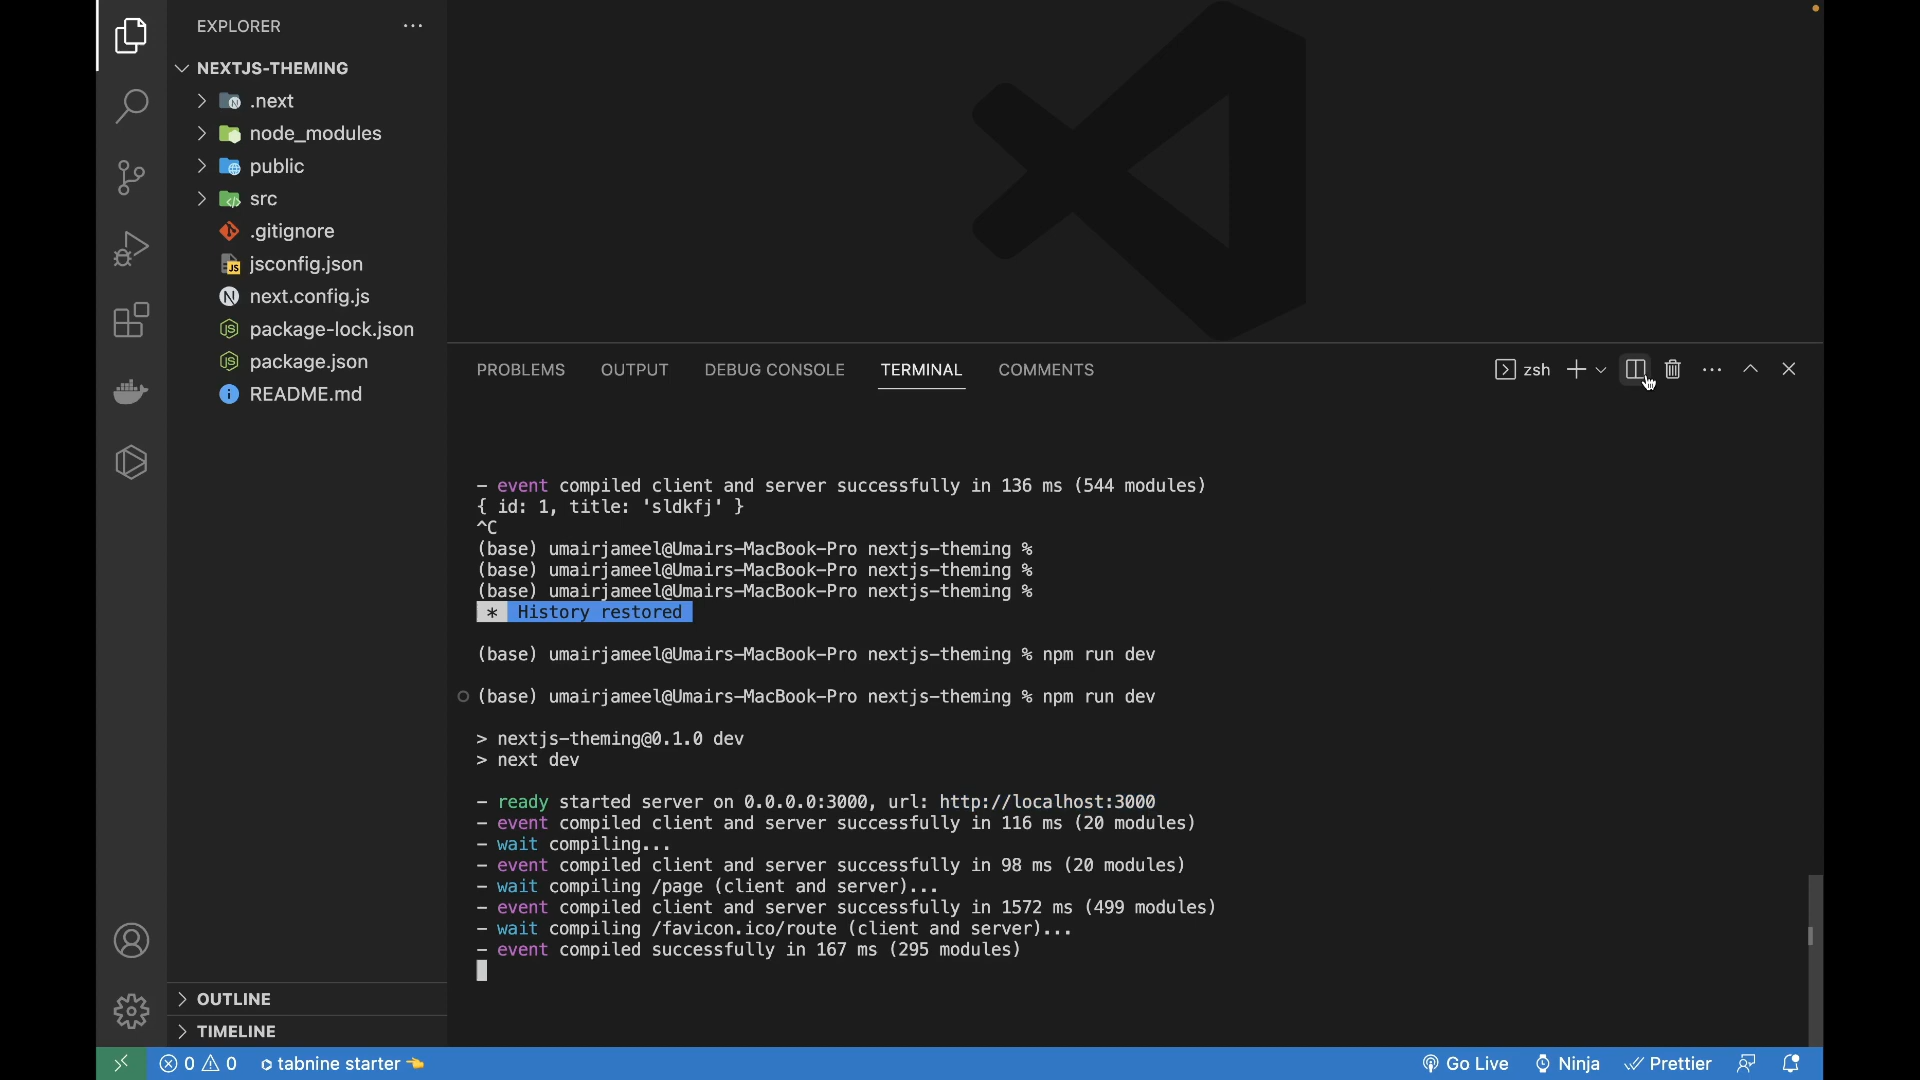 EXPLORER
NEXTJS-THEMING
.next
node_modules
public
src
.gitignore
jsconfig.json
next.config.js
package-lock.json
package.json
README.md
OUTLINE
TIMELINE
PROBLEMS OUTPUT DEBUG CONSOLE TERMINAL COMMENTS
zsh
- event compiled client and server successfully in 136 ms (544 modules)
{ id: 1, title: 'sldkfj' }
^C
(base) umairjameel@Umairs-MacBook-Pro nextjs-theming %
(base) umairjameel@Umairs-MacBook-Pro nextjs-theming %
(base) umairjameel@Umairs-MacBook-Pro nextjs-theming %
* History restored
(base) umairjameel@Umairs-MacBook-Pro nextjs-theming % npm run dev
(base) umairjameel@Umairs-MacBook-Pro nextjs-theming % npm run dev
> nextjs-theming@0.1.0 dev
> next dev
- ready started server on 0.0.0.0:3000, url: http://localhost:3000
- event compiled client and server successfully in 116 ms (20 modules)
- wait compiling...
- event compiled client and server successfully in 98 ms (20 modules)
- wait compiling /page (client and server)...
- event compiled client and server successfully in 1572 ms (499 modules)
- wait compiling /favicon.ico/route (client and server)...
- event compiled successfully in 167 ms (295 modules)
0 0 tabnine starter Go Live Ninja Prettier